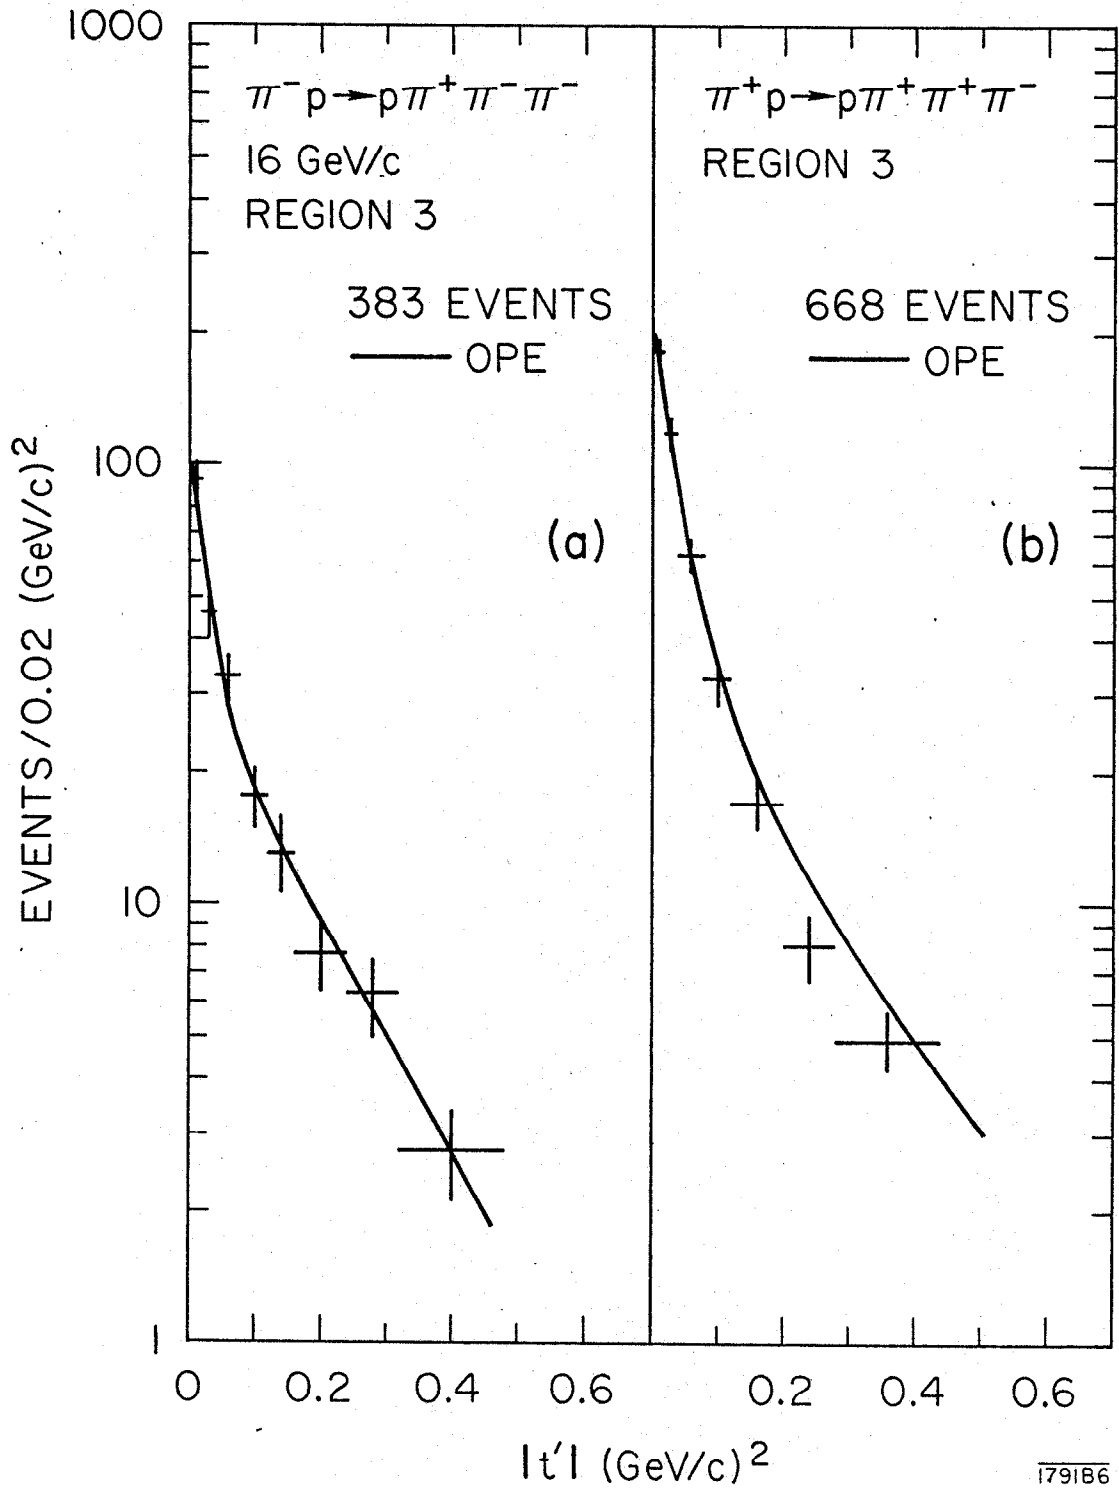 1000
100
10
1
EVENTS/0.02 (GeV/c)²
π⁻p→pπ⁺π⁻π⁻
16 GeV/c
REGION 3
383 EVENTS
OPE
(a)
π⁺p→pπ⁺π⁺π⁻
REGION 3
668 EVENTS
OPE
(b)
0 0.2 0.4 0.6 0.2 0.4 0.6
|t′| (GeV/c)²
1791B6